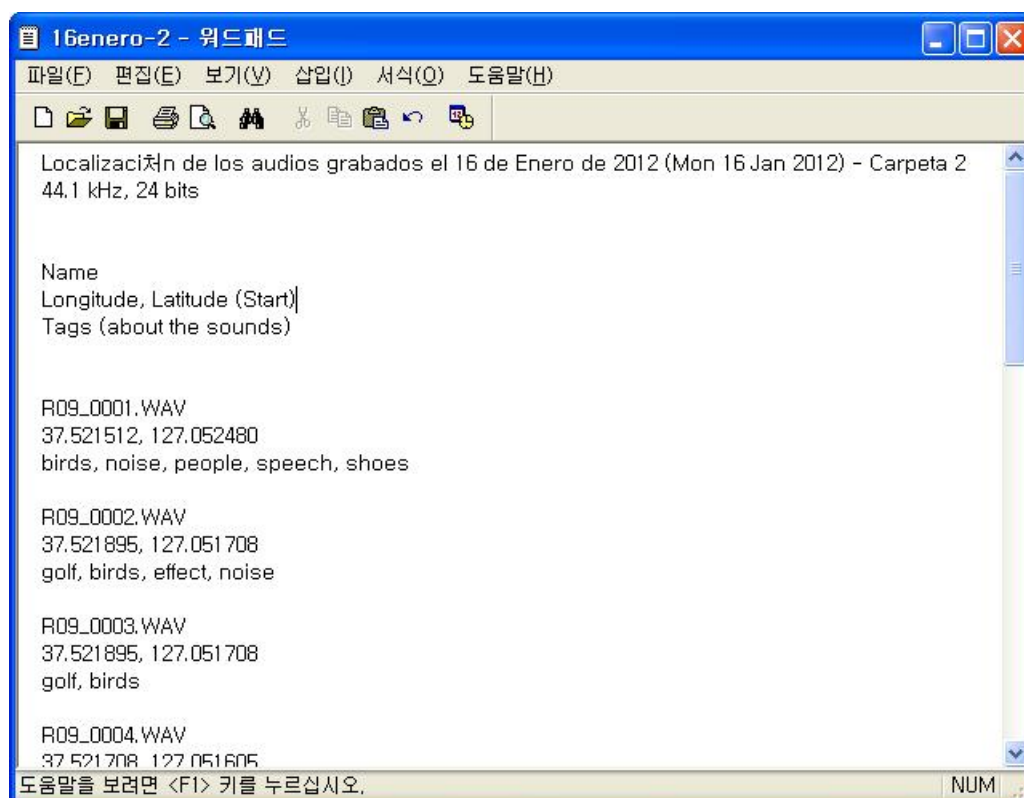 16enero-2 - 워드패드
파일(F) 편집(E) 보기(V) 삽입(I) 서식(O) 도움말(H)
Localizaci처n de los audios grabados el 16 de Enero de 2012 (Mon 16 Jan 2012) - Carpeta 2
44.1 kHz, 24 bits
Name
Longitude, Latitude (Start)
Tags (about the sounds)
R09_0001.WAV
37.521512, 127.052480
birds, noise, people, speech, shoes
R09_0002.WAV
37.521895, 127.051708
golf, birds, effect, noise
R09_0003.WAV
37.521895, 127.051708
golf, birds
R09_0004.WAV
37.521708, 127.051605
도움말을 보려면 <F1> 키를 누르십시오.
NUM